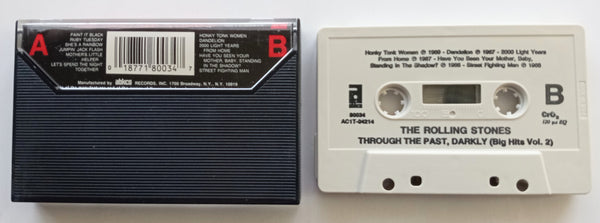 A
PAINT IT BLACK
RUBY TUESDAY
SHE'S A RAINBOW
JUMPIN' JACK FLASH
MOTHER'S LITTLE
HELPER
LET'S SPEND THE NIGHT
TOGETHER
0 18771 80034 7
HONKY TONK WOMEN
DANDELION
2000 LIGHT YEARS
FROM HOME
HAVE YOU SEEN YOUR
MOTHER, BABY, STANDING
IN THE SHADOW?
STREET FIGHTING MAN
B
Manufactured by abkco RECORDS, INC. 1700 Broadway, N.Y., N.Y. 10019
Honky Tonk Women ℗ 1969 - Dandelion ℗ 1967 - 2000 Light Years
From Home ℗ 1967 - Have You Seen Your Mother, Baby,
Standing In The Shadow? ℗ 1966 - Street Fighting Man ℗ 1968
a
80034
AC1T-04214
B
CrO2
120 µs EQ
THE ROLLING STONES
THROUGH THE PAST, DARKLY (Big Hits Vol. 2)